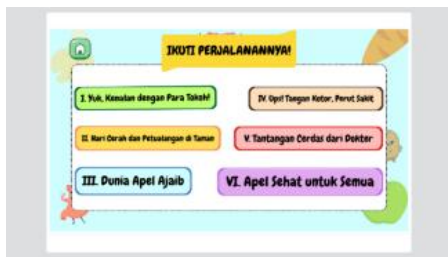 IKUTI PERJALANANNYA!
I. Yuk, Kenalan dengan Para Tokoh!
II. Hari Cerah dan Petualangan di Taman
III. Dunia Apel Ajaib
IV. Ups! Tangan Kotor, Perut Sakit
V. Tantangan Cerdas dari Dokter
VI. Apel Sehat untuk Semua